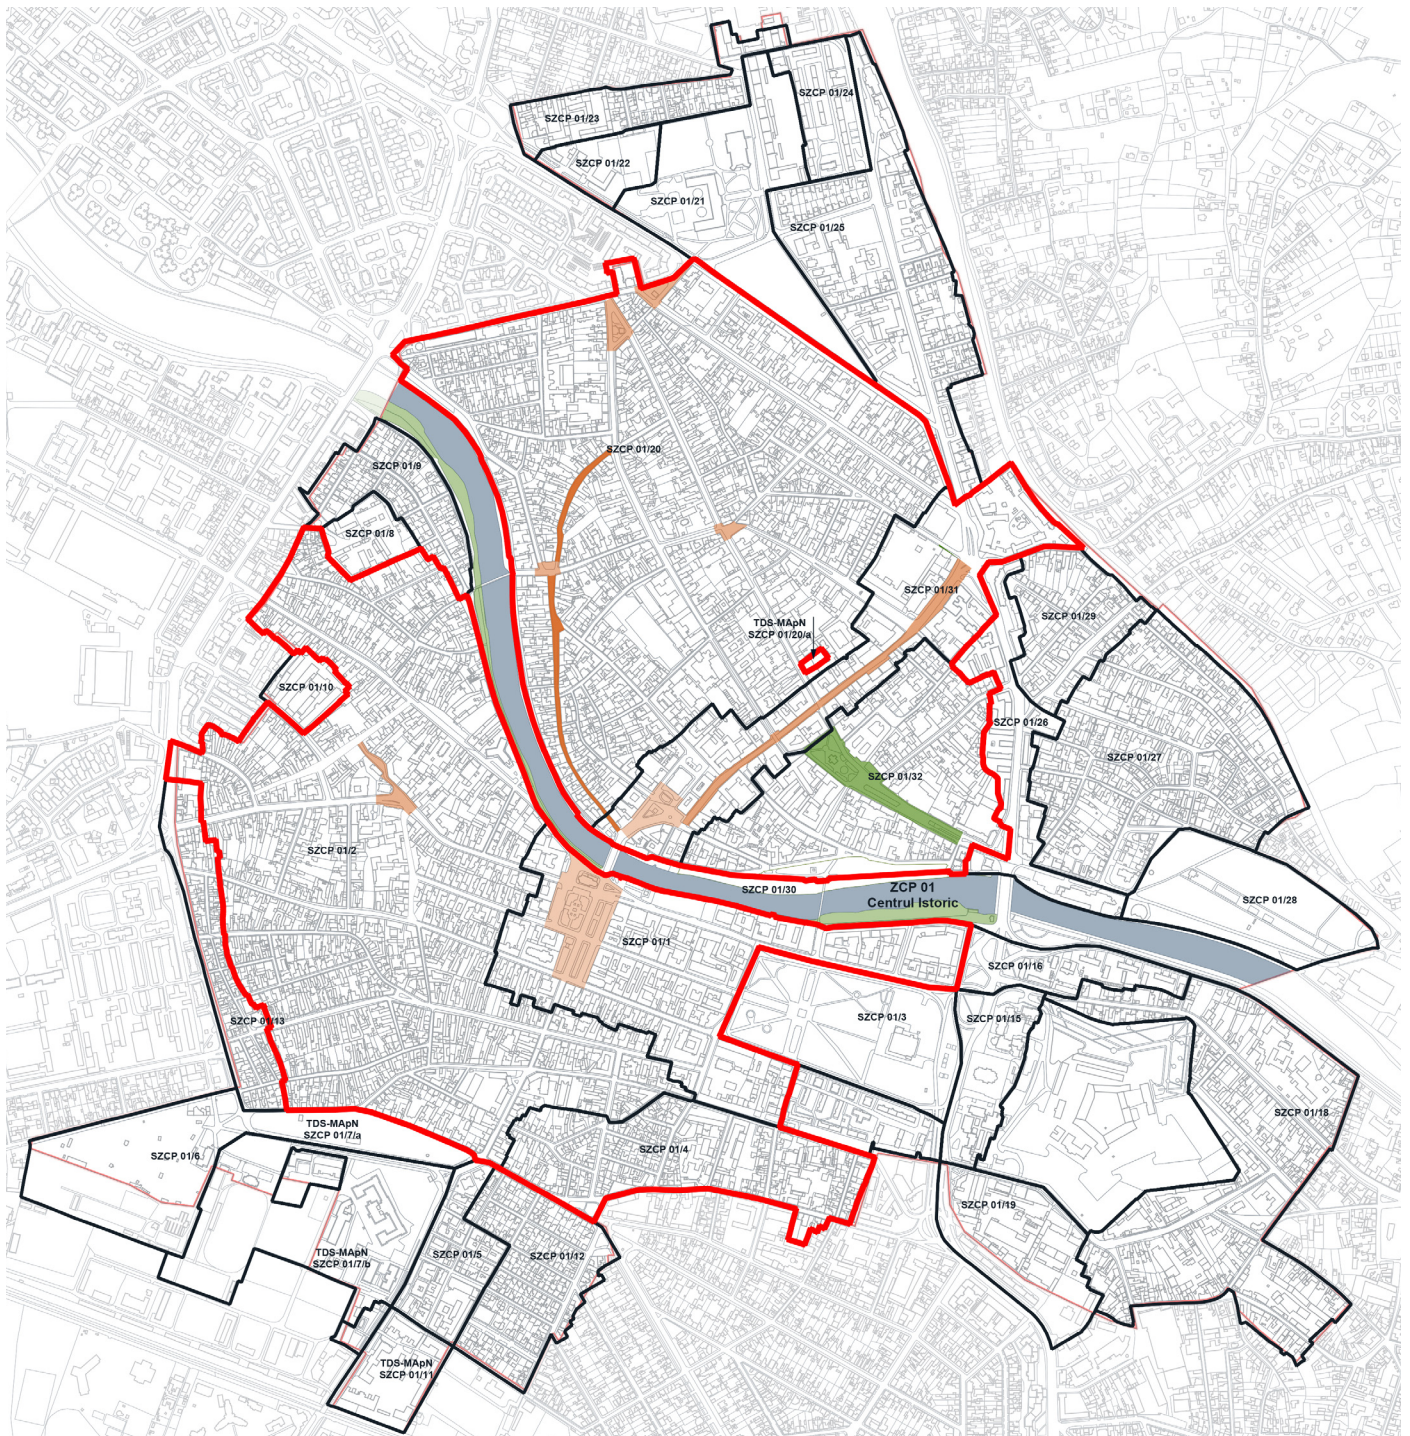 SZCP 01/24
SZCP 01/23
SZCP 01/22
SZCP 01/21
SZCP 01/25
SZCP 01/20
SZCP 01/9
SZCP 01/8
SZCP 01/31
SZCP 01/29
TDS-MApN
SZCP 01/20/a
SZCP 01/10
SZCP 01/26
SZCP 01/27
SZCP 01/32
SZCP 01/2
SZCP 01/30
ZCP 01
Centrul Istoric
SZCP 01/28
SZCP 01/1
SZCP 01/16
SZCP 01/3
SZCP 01/15
SZCP 01/13
SZCP 01/18
TDS-MApN
SZCP 01/7/a
SZCP 01/6
SZCP 01/4
SZCP 01/19
TDS-MApN
SZCP 01/7/b
SZCP 01/5
SZCP 01/12
TDS-MApN
SZCP 01/11